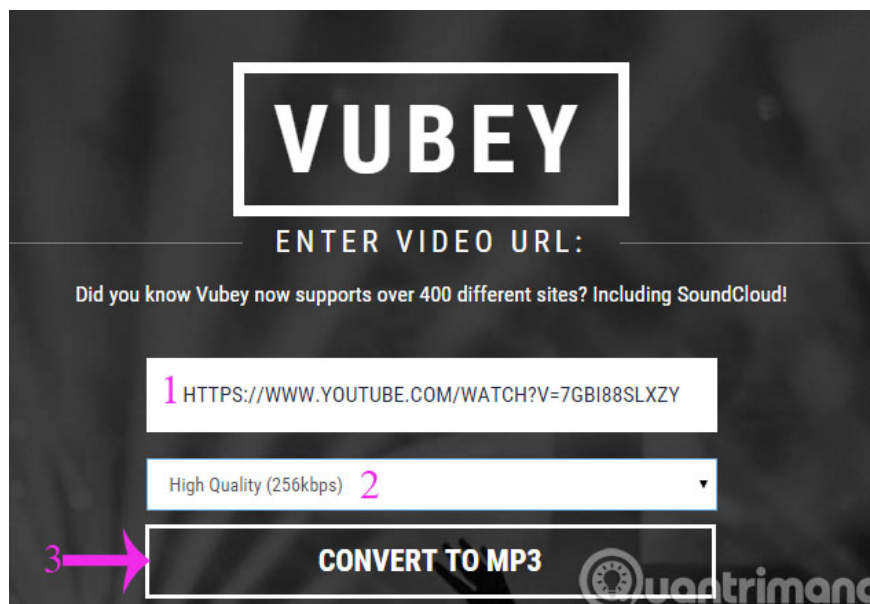 VUBEY
ENTER VIDEO URL:
Did you know Vubey now supports over 400 different sites? Including SoundCloud!
1 HTTPS://WWW.YOUTUBE.COM/WATCH?V=7GBI88SLXZY
High Quality (256kbps) 2
3 CONVERT TO MP3
Quantrimang